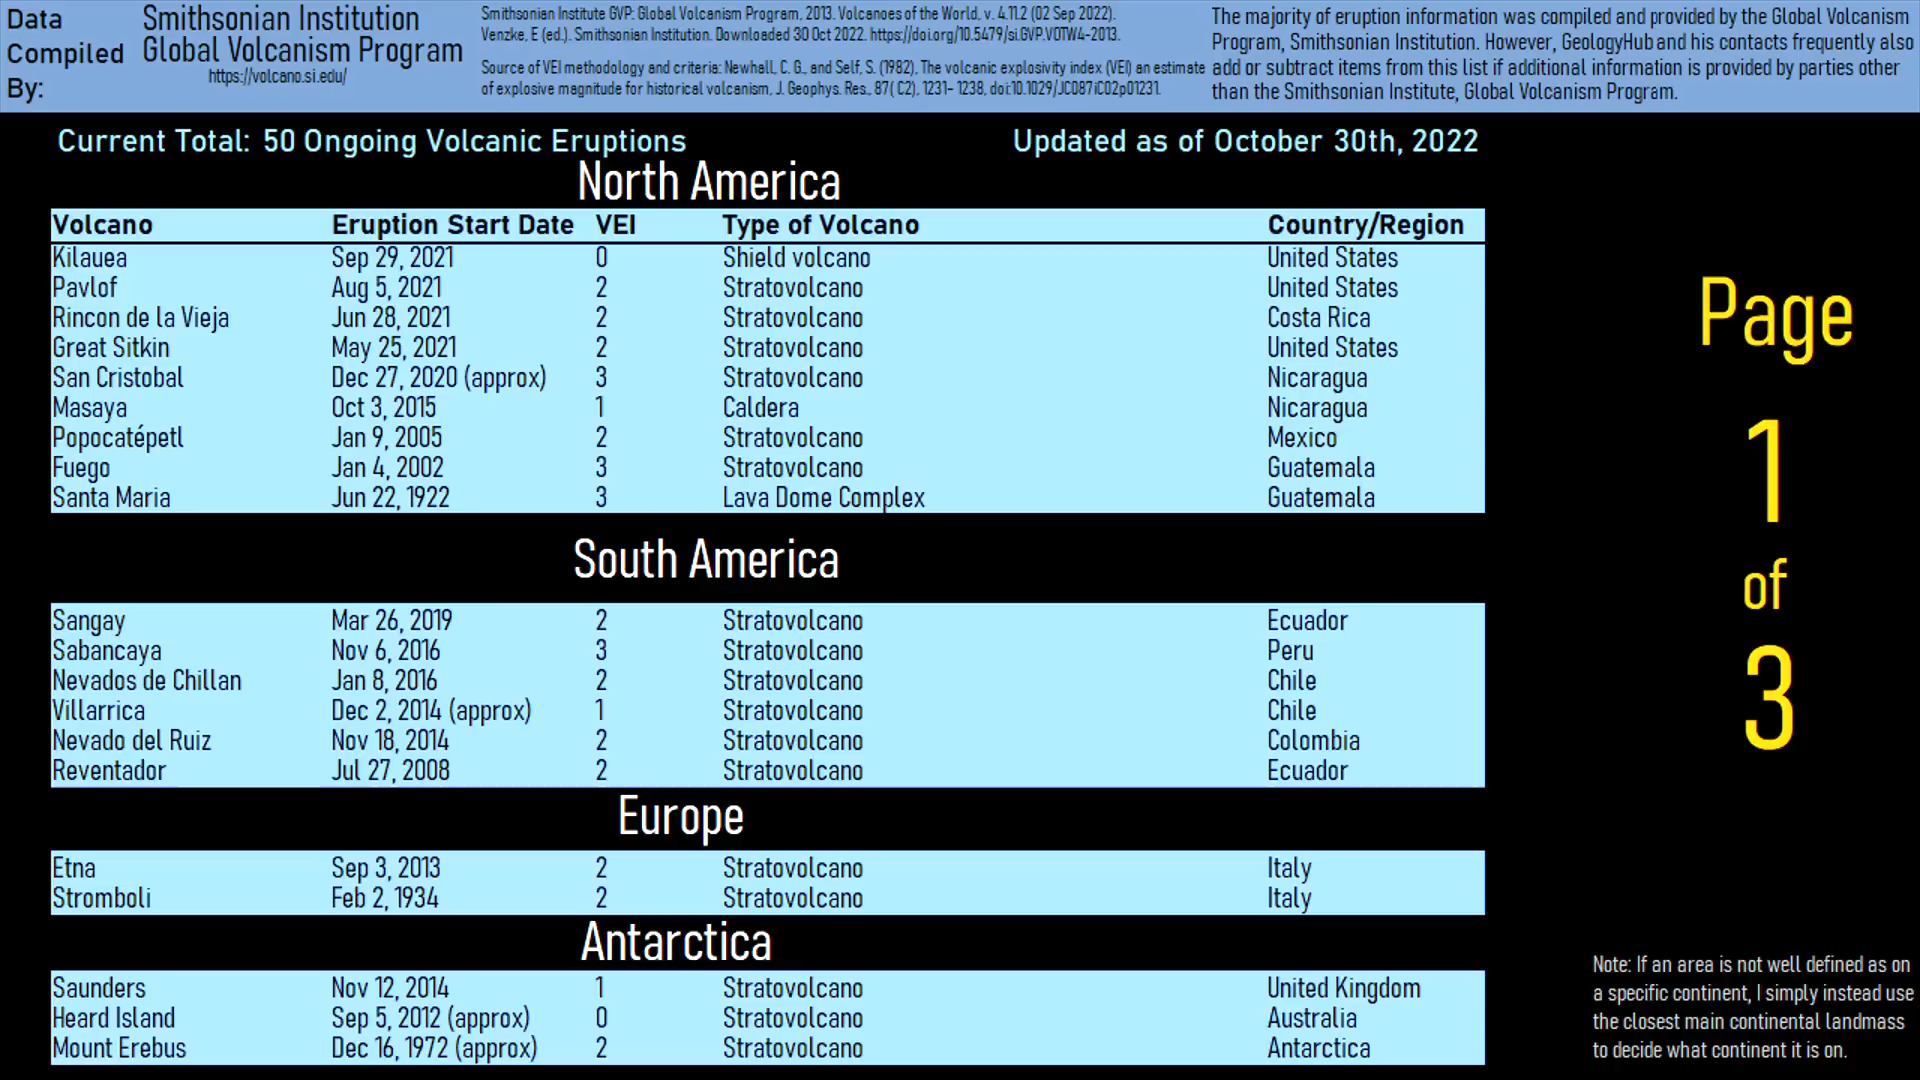 Data
Compiled
By:
Smithsonian Institution
Global Volcanism Program
https://volcano.si.edu/
Smithsonian Institute GVP: Global Volcanism Program, 2013. Volcanoes of the World, v. 4.11.2 (02 Sep 2022).
Venzke, E (ed.). Smithsonian Institution. Downloaded 30 Oct 2022. https://doi.org/10.5479/si.GVP.VOTW4-2013.
Source of VEI methodology and criteria: Newhall, C. G., and Self, S. (1982), The volcanic explosivity index (VEI) an estimate
of explosive magnitude for historical volcanism, J. Geophys. Res., 87( C2), 1231– 1238, doi:10.1029/JC087iC02p01231.
The majority of eruption information was compiled and provided by the Global Volcanism
Program, Smithsonian Institution. However, GeologyHub and his contacts frequently also
add or subtract items from this list if additional information is provided by parties other
than the Smithsonian Institute, Global Volcanism Program.
Current Total: 50 Ongoing Volcanic Eruptions
Updated as of October 30th, 2022
North America
Volcano Eruption Start Date VEI Type of Volcano Country/Region
Kilauea Sep 29, 2021 0 Shield volcano United States
Pavlof Aug 5, 2021 2 Stratovolcano United States
Rincon de la Vieja Jun 28, 2021 2 Stratovolcano Costa Rica
Great Sitkin May 25, 2021 2 Stratovolcano United States
San Cristobal Dec 27, 2020 (approx) 3 Stratovolcano Nicaragua
Masaya Oct 3, 2015 1 Caldera Nicaragua
Popocatépetl Jan 9, 2005 2 Stratovolcano Mexico
Fuego Jan 4, 2002 3 Stratovolcano Guatemala
Santa Maria Jun 22, 1922 3 Lava Dome Complex Guatemala
South America
Sangay Mar 26, 2019 2 Stratovolcano Ecuador
Sabancaya Nov 6, 2016 3 Stratovolcano Peru
Nevados de Chillan Jan 8, 2016 2 Stratovolcano Chile
Villarrica Dec 2, 2014 (approx) 1 Stratovolcano Chile
Nevado del Ruiz Nov 18, 2014 2 Stratovolcano Colombia
Reventador Jul 27, 2008 2 Stratovolcano Ecuador
Europe
Etna Sep 3, 2013 2 Stratovolcano Italy
Stromboli Feb 2, 1934 2 Stratovolcano Italy
Antarctica
Saunders Nov 12, 2014 1 Stratovolcano United Kingdom
Heard Island Sep 5, 2012 (approx) 0 Stratovolcano Australia
Mount Erebus Dec 16, 1972 (approx) 2 Stratovolcano Antarctica
Page
1
of
3
Note: If an area is not well defined as on
a specific continent, I simply instead use
the closest main continental landmass
to decide what continent it is on.